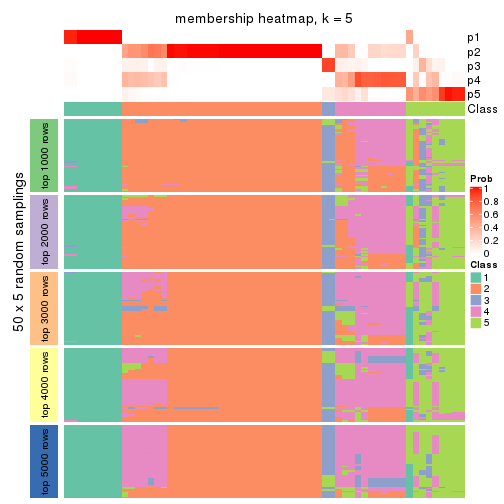 membership heatmap, k = 5
p1
p2
p3
p4
p5
Class
50 x 5 random samplings
top 1000 rows
top 2000 rows
top 3000 rows
top 4000 rows
top 5000 rows
Prob
1
0.8
0.6
0.4
0.2
0
Class
1
2
3
4
5